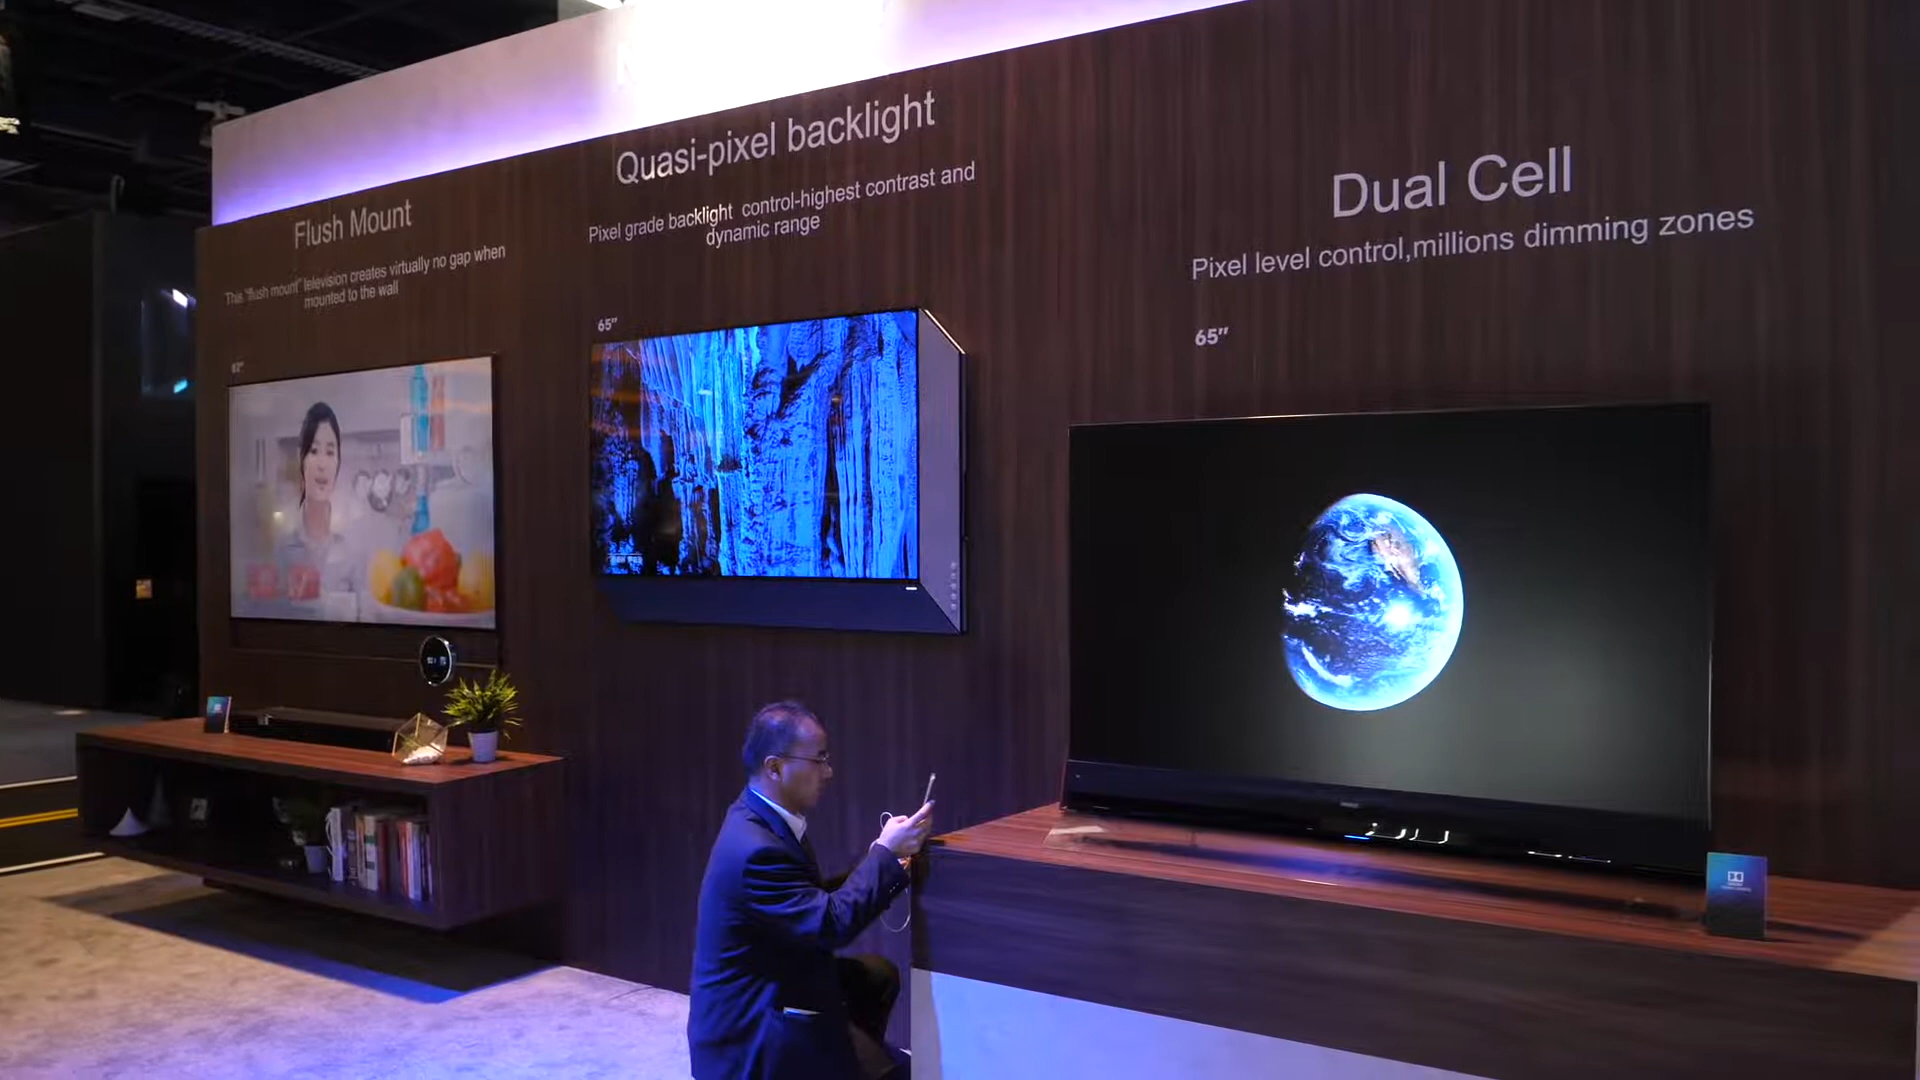 Flush Mount
This "flush mount" television creates virtually no gap when
mounted to the wall
Quasi-pixel backlight
Pixel grade backlight control-highest contrast and
dynamic range
65"
Dual Cell
Pixel level control,millions dimming zones
65"